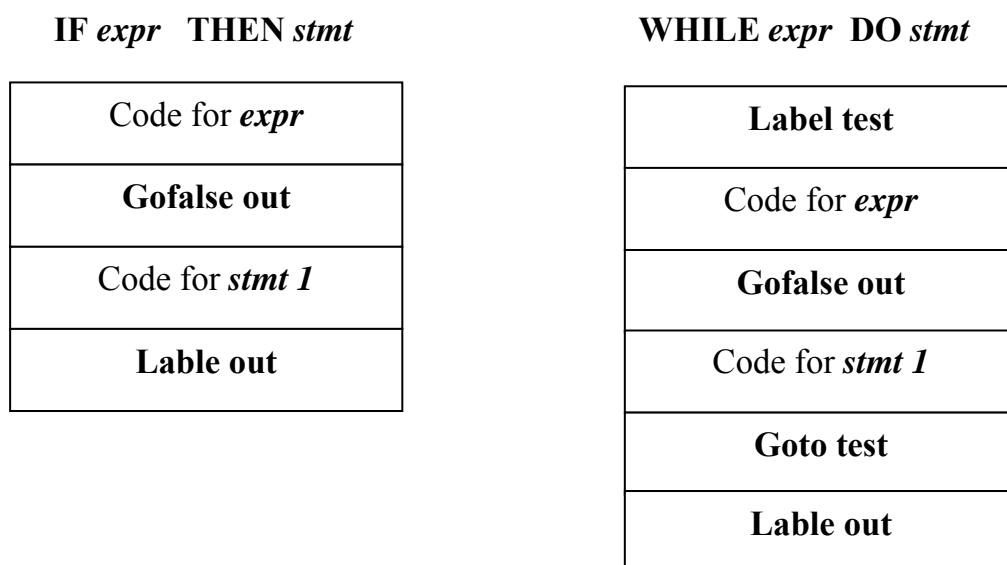 IF expr THEN stmt
Code for expr
Gofalse out
Code for stmt 1
Lable out
WHILE expr DO stmt
Label test
Code for expr
Gofalse out
Code for stmt 1
Goto test
Lable out